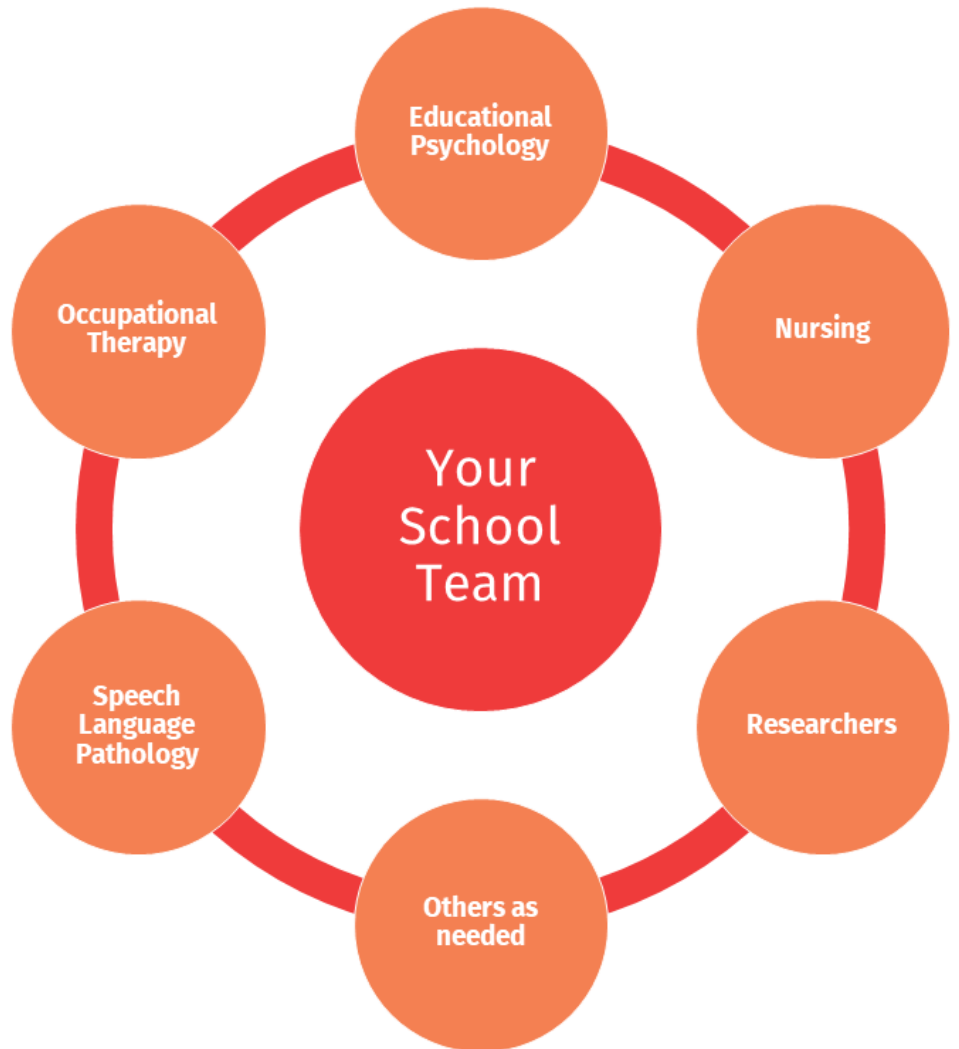 Educational
Psychology
Nursing
Researchers
Others as
needed
Speech
Language
Pathology
Occupational
Therapy
Your
School
Team